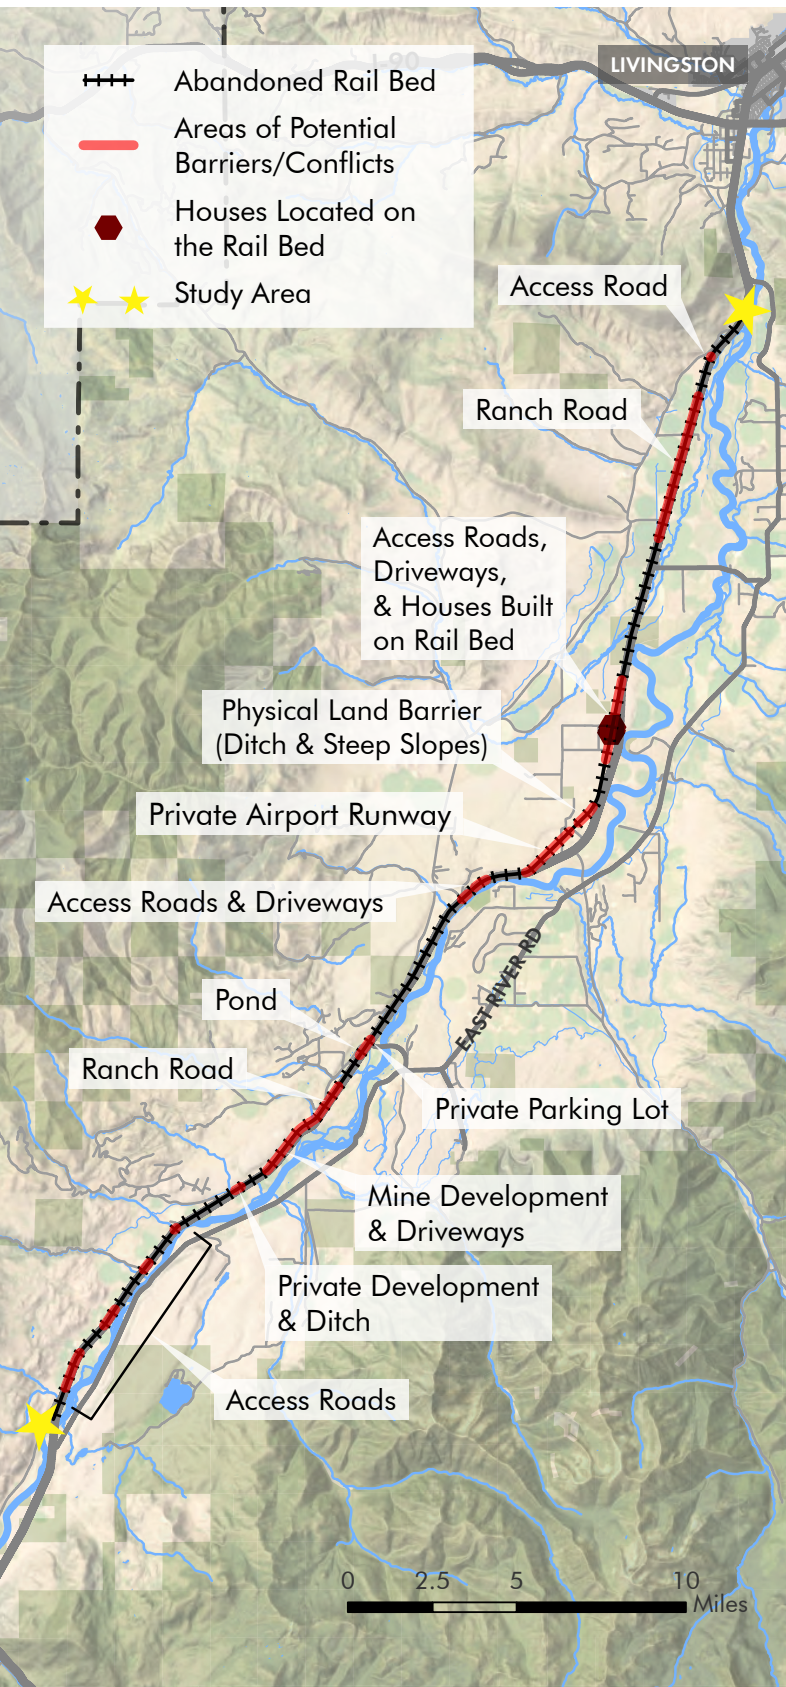 I-90
LIVINGSTON
Abandoned Rail Bed
Areas of Potential
Barriers/Conflicts
Houses Located on
the Rail Bed
Study Area
Access Road
Ranch Road
Access Roads,
Driveways,
& Houses Built
on Rail Bed
Physical Land Barrier
(Ditch & Steep Slopes)
Private Airport Runway
Access Roads & Driveways
EAST RIVER RD
Pond
Ranch Road
Private Parking Lot
Mine Development
& Driveways
Private Development
& Ditch
Access Roads
0 2.5 5 10
Miles